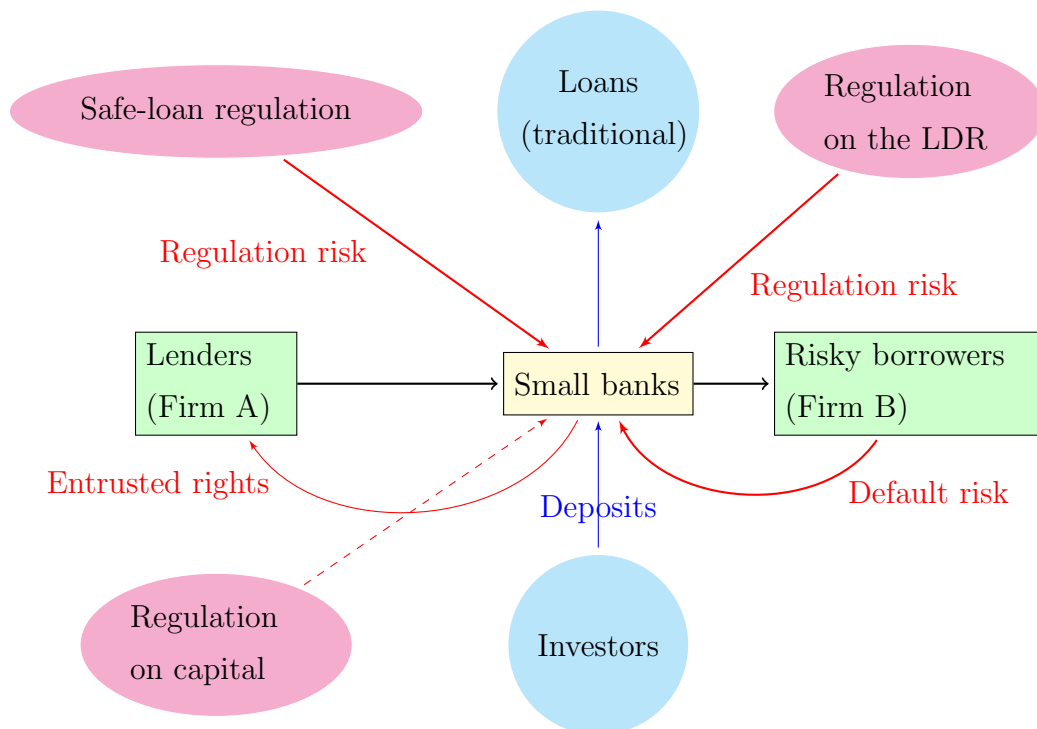 Safe-loan regulation
Loans
(traditional)
Regulation
on the LDR
Regulation risk
Regulation risk
Lenders
(Firm A)
Small banks
Risky borrowers
(Firm B)
Entrusted rights
Deposits
Default risk
Regulation
on capital
Investors